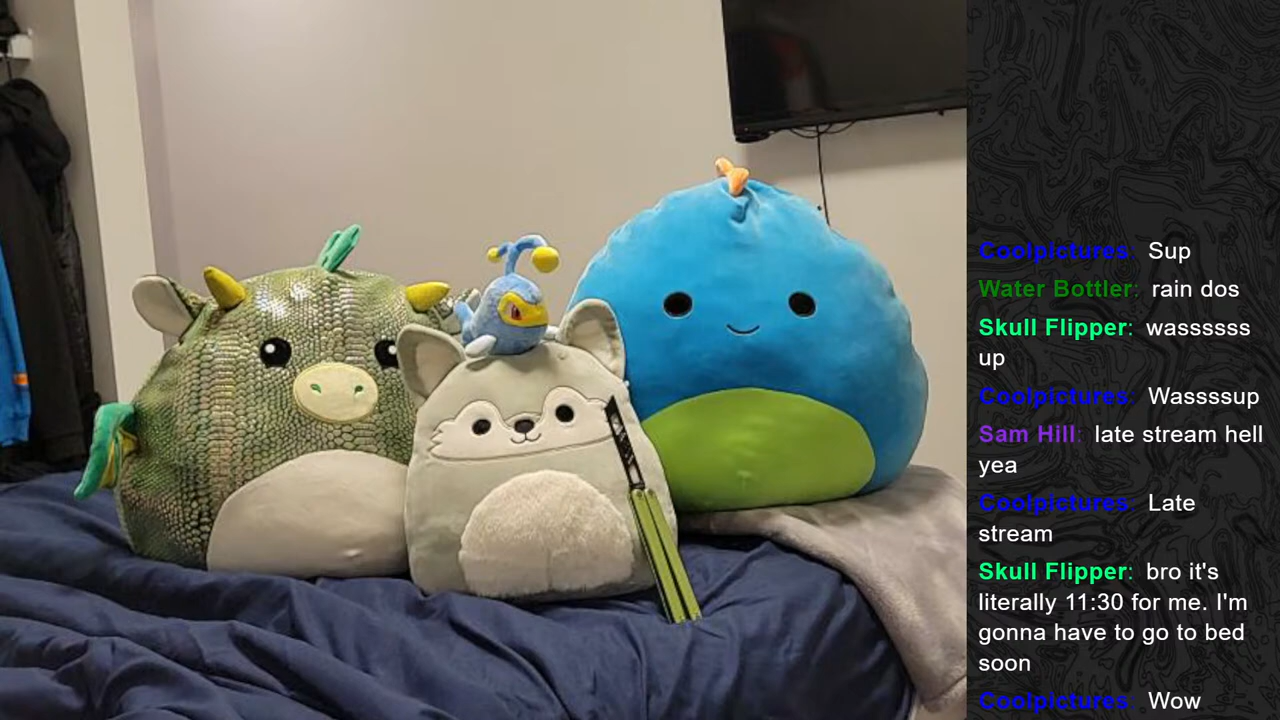 Coolpictures: Sup
Water Bottler: rain dos
Skull Flipper: wassssss
up
Coolpictures: Wassssup
Sam Hill: late stream hell
yea
Coolpictures: Late
stream
Skull Flipper: bro it's
literally 11:30 for me. I'm
gonna have to go to bed
soon
Coolpictures: Wow